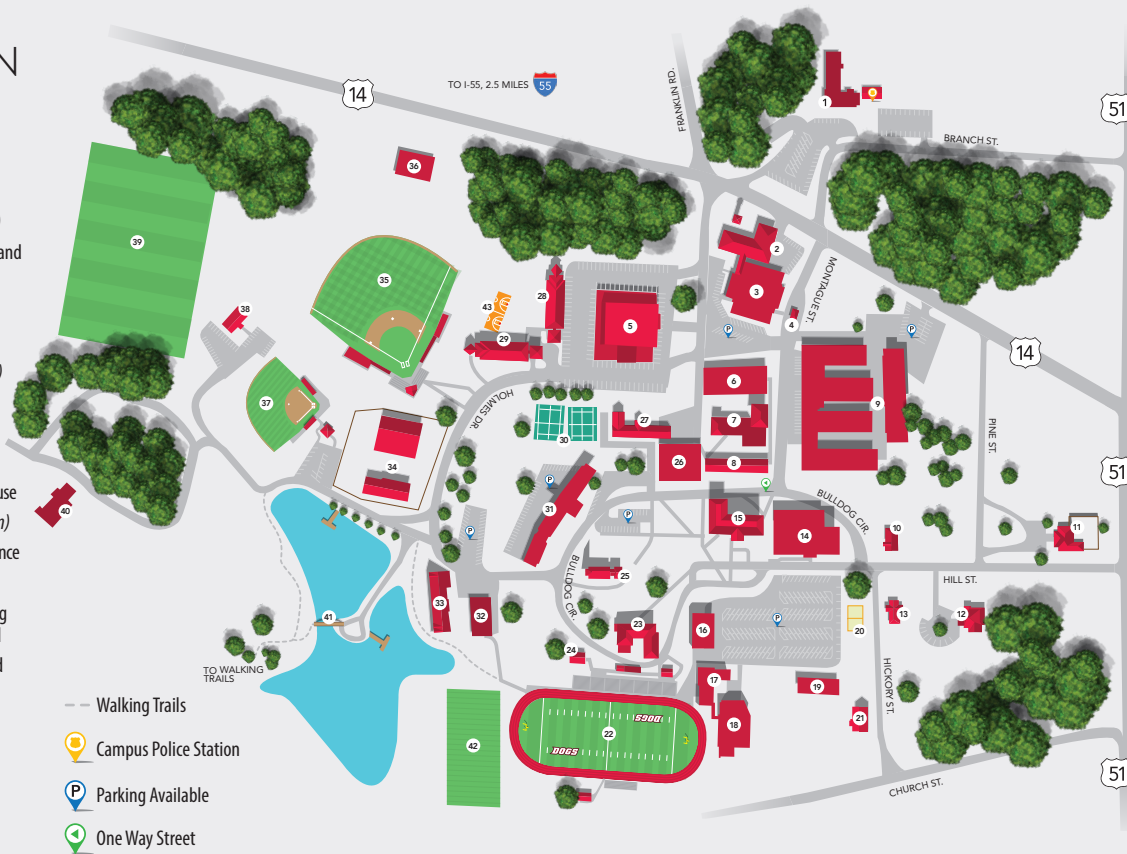 N
and
)
)
use
n)
nce
g
d
14
TO I-55, 2.5 MILES
55
FRANKLIN RD.
1
51
BRANCH ST.
36
39
2
35
MONTAGUE ST.
3
43
28
38
5
4
P
P
29
14
6
37
HOLMES DR.
9
27
7
PINE ST.
30
34
26
8
51
P
31
BULLDOG CIR.
40
P
15
10
11
P
14
BULLDOG CIR.
25
HILL ST.
33
32
13
12
41
23
16
P
20
24
TO WALKING
TRAILS
17
19
HICKORY ST.
21
18
DOGS
22
DOGS
42
51
CHURCH ST.
Walking Trails
Campus Police Station
P Parking Available
One Way Street